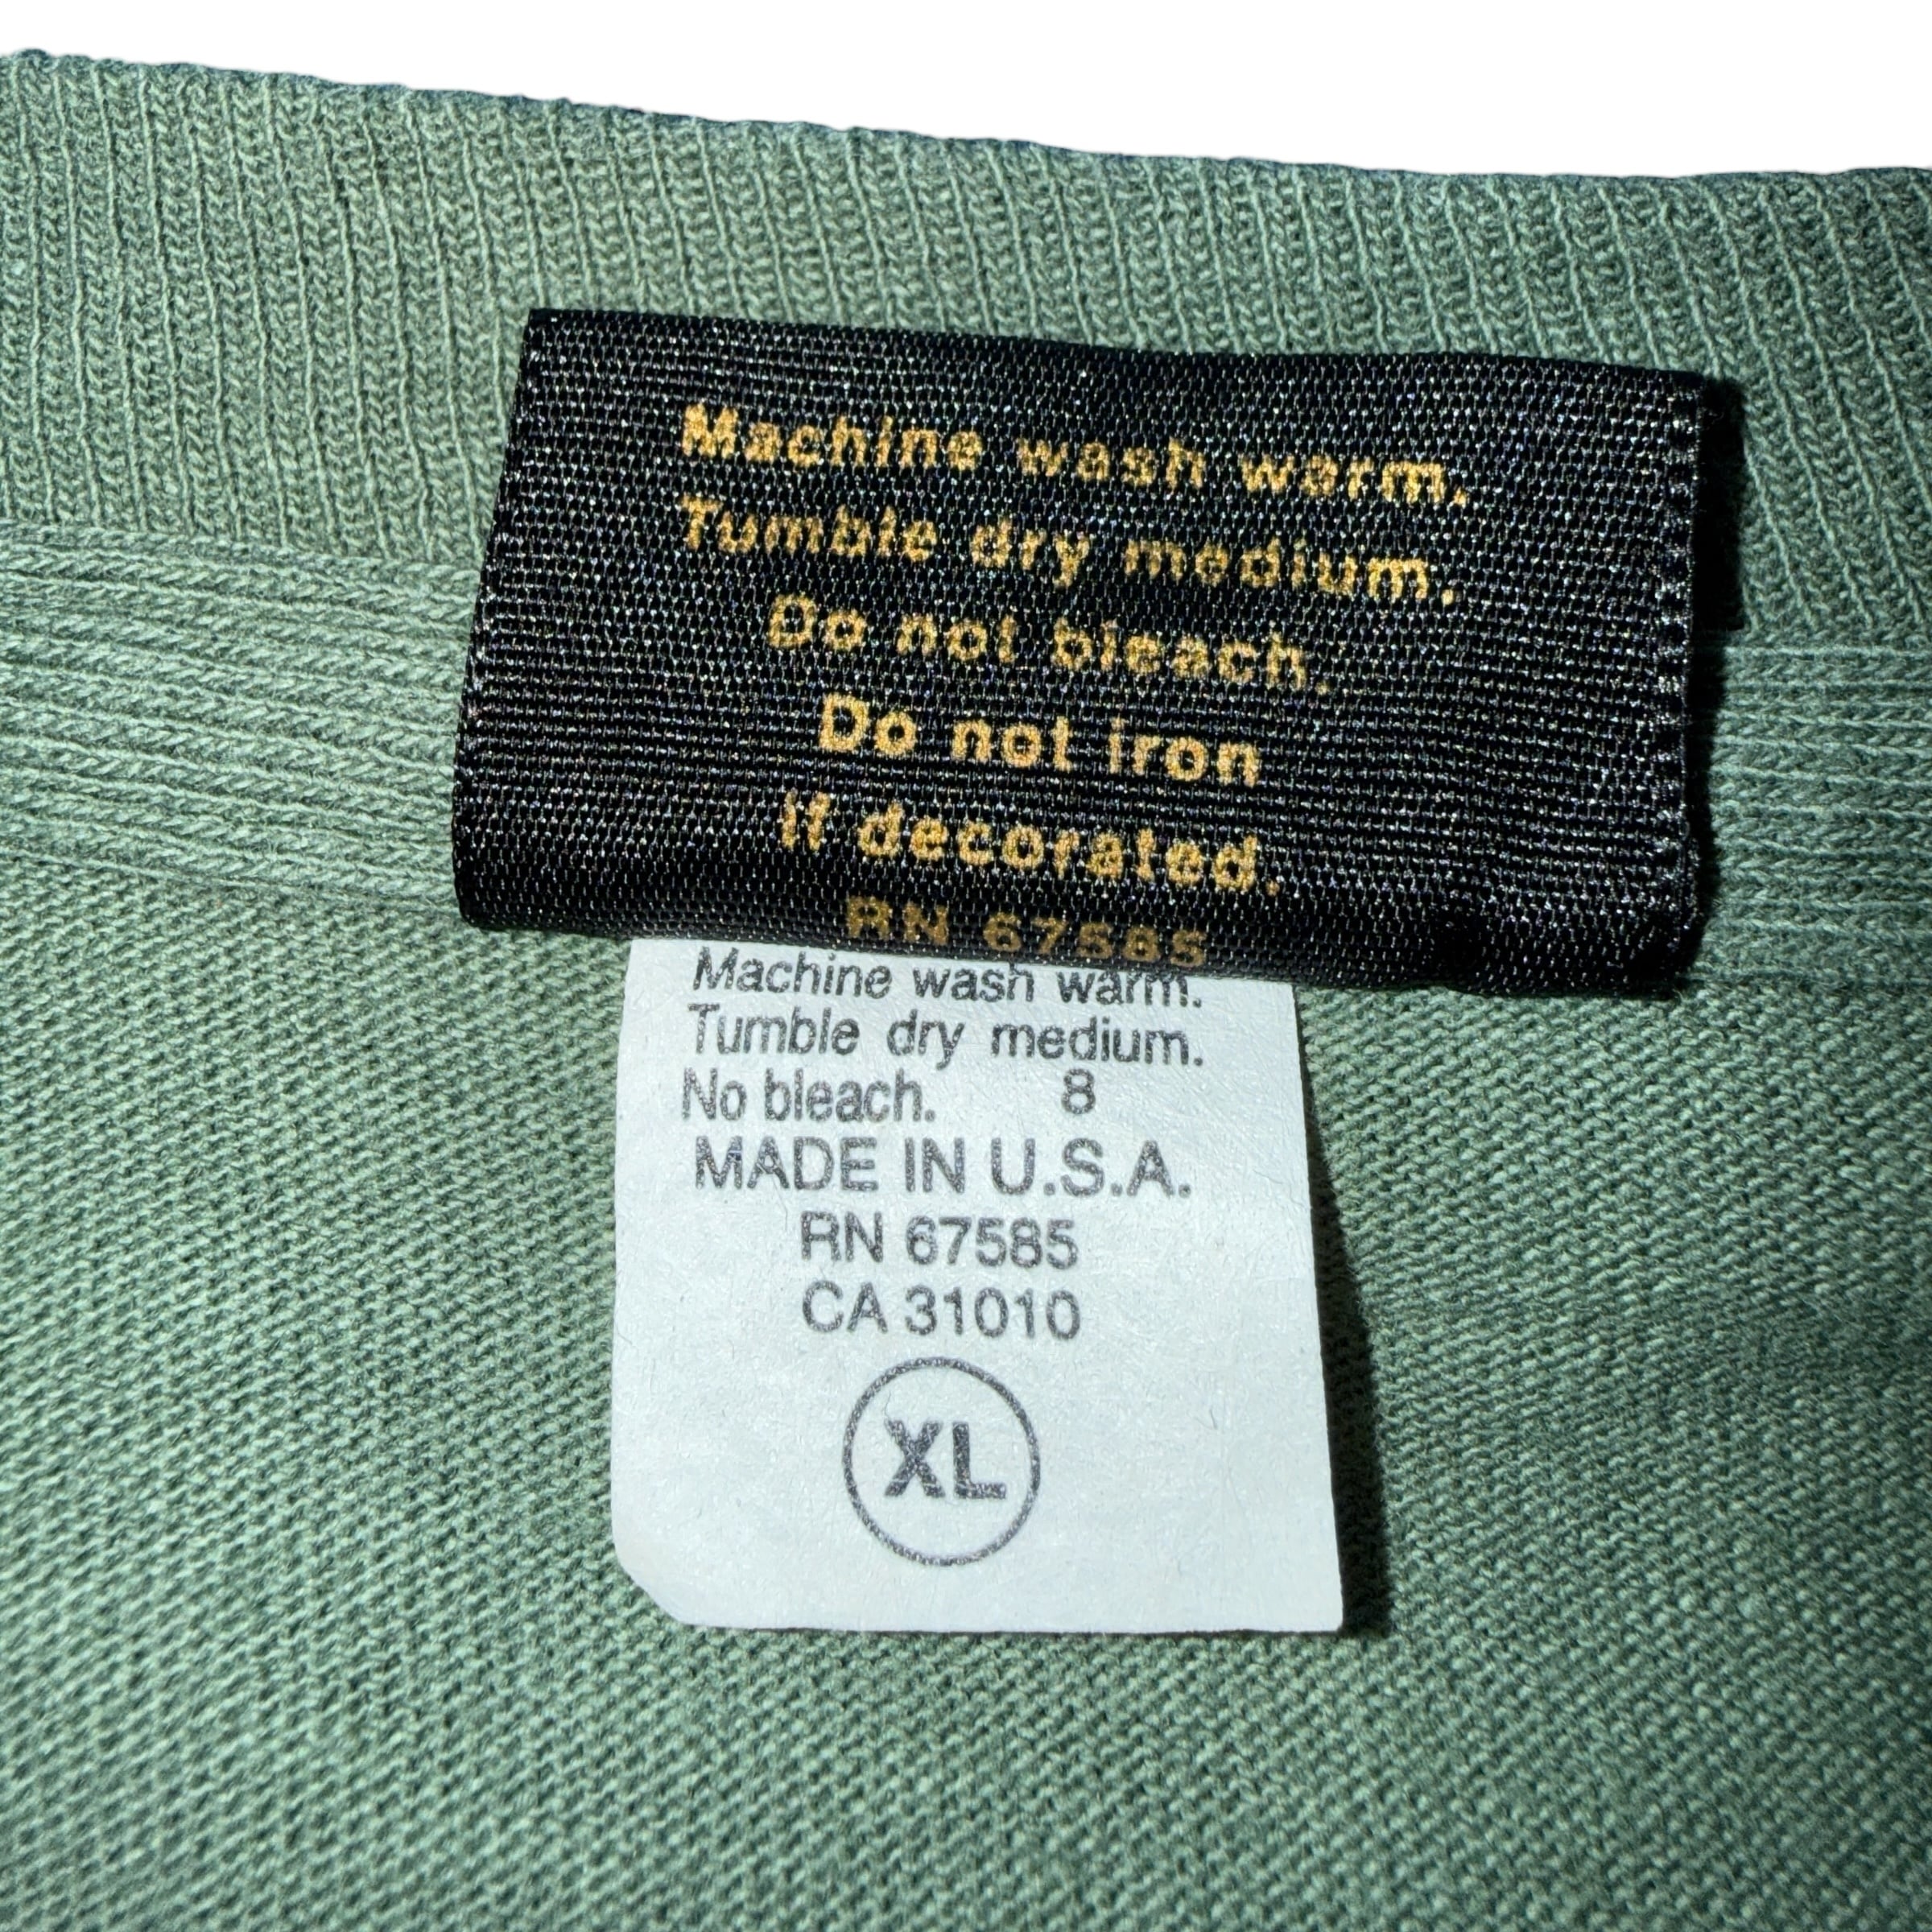 Machine wash warm.
Tumble dry medium.
Do not bleach.
Do not iron
if decorated.
RN 67585
Machine wash warm.
Tumble dry medium.
No bleach. 8
MADE IN U.S.A.
RN 67585
CA 31010
XL